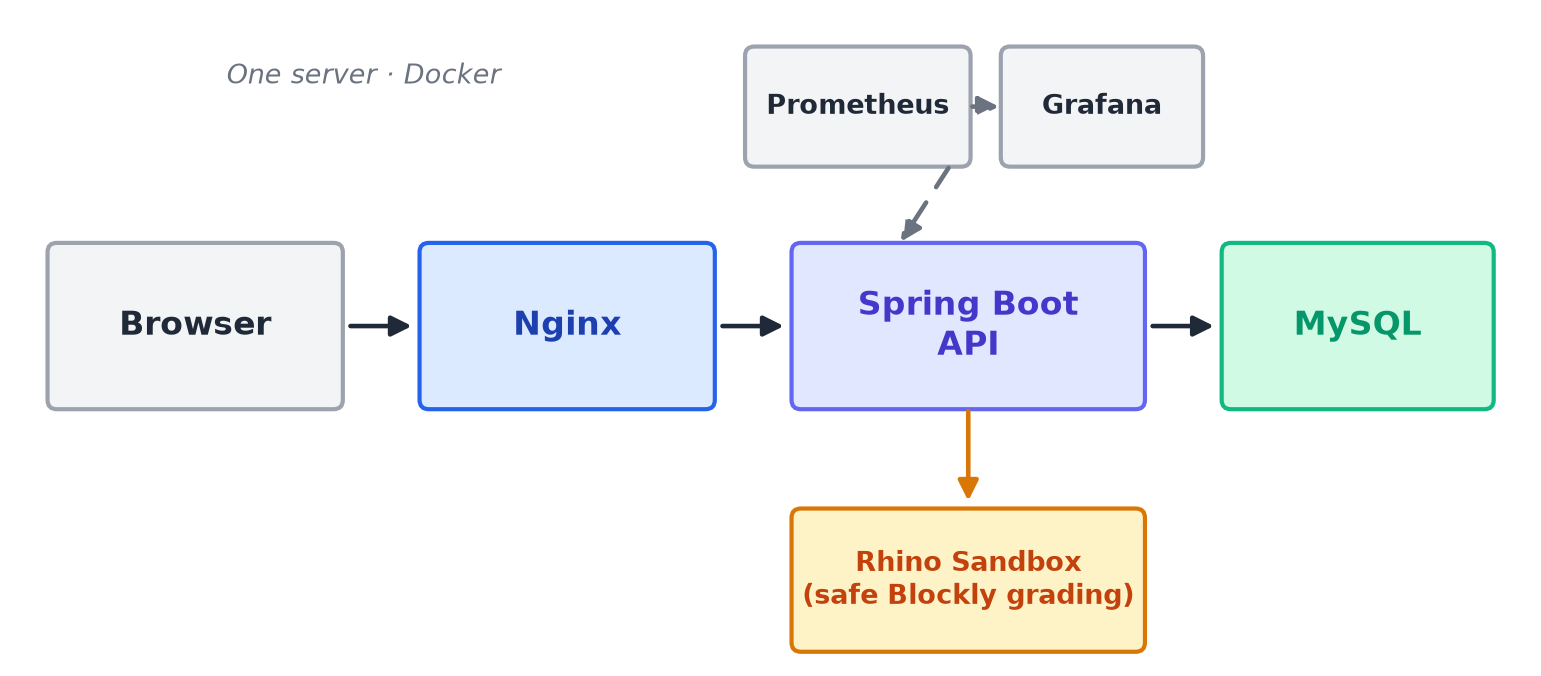 One server · Docker
Prometheus
Grafana
Browser
Nginx
Spring Boot
API
MySQL
Rhino Sandbox
(safe Blockly grading)